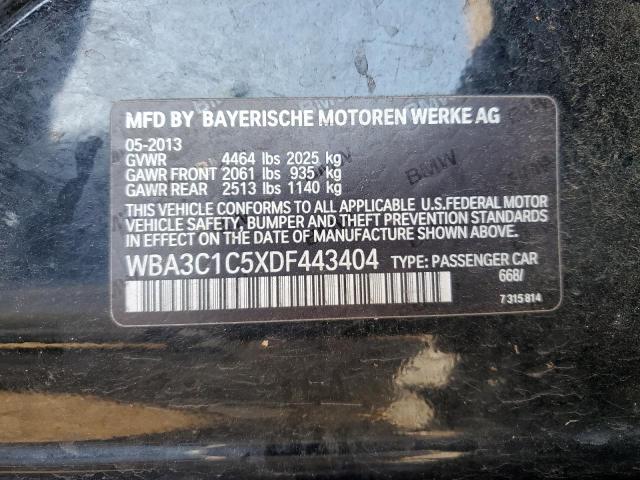 MFD BY BAYERISCHE MOTOREN WERKE AG
05-2013
GVWR 4464 lbs 2025 kg
GAWR FRONT 2061 lbs 935 kg
GAWR REAR 2513 lbs 1140 kg
THIS VEHICLE CONFORMS TO ALL APPLICABLE U.S.FEDERAL MOTOR
VEHICLE SAFETY, BUMPER AND THEFT PREVENTION STANDARDS
IN EFFECT ON THE DATE OF MANUFACTURE SHOWN ABOVE.
WBA3C1C5XDF443404 TYPE: PASSENGER CAR
668/
7 315 814
BMW